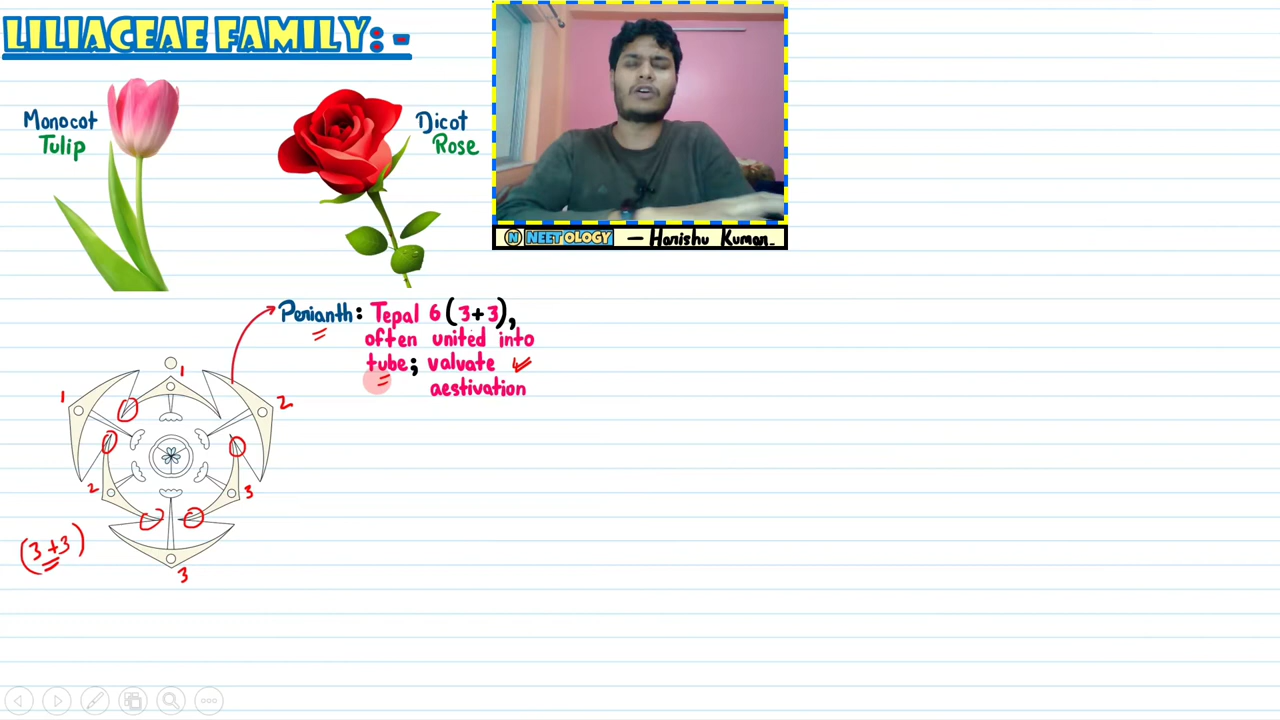 LILIACEAE FAMILY:-
Monocot
Tulip
Dicot
Rose
N NEETOLOGY — Hanishu Kuman
Perianth: Tepal 6 (3+3),
often united into
tube; valvate
aestivation
1
1
2
2
3
(3+3)
3